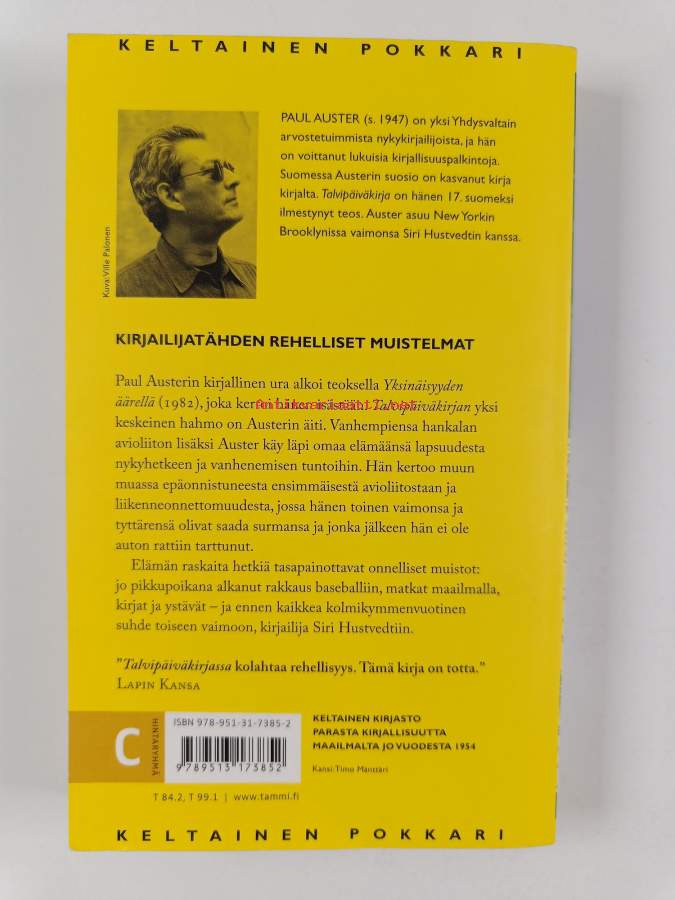 KELTAINEN POKKARI
PAUL AUSTER (s. 1947) on yksi Yhdysvaltain
arvostetuimmista nykykirjailijoista, ja hän
on voittanut lukuisia kirjallisuuspalkintoja.
Suomessa Austerin suosio on kasvanut kirja
kirjalta. Talvipäiväkirja on hänen 17. suomeksi
ilmestynyt teos. Auster asuu New Yorkin
Brooklynissa vaimonsa Siri Hustvedtin kanssa.
Kuva: Ville Palonen
KIRJAILIJATÄHDEN REHELLISET MUISTELMAT
Paul Austerin kirjallinen ura alkoi teoksella Yksinäisyyden
äärellä (1982), joka kertoi hänen isästään. Talvipäiväkirjan yksi
keskeinen hahmo on Austerin äiti. Vanhempiensa hankalan
avioliiton lisäksi Auster käy läpi omaa elämäänsä lapsuudesta
nykyhetkeen ja vanhenemisen tuntoihin. Hän kertoo muun
muassa epäonnistuneesta ensimmäisestä avioliitostaan ja
liikenneonnettomuudesta, jossa hänen toinen vaimonsa ja
tyttärensä olivat saada surmansa ja jonka jälkeen hän ei ole
auton rattiin tarttunut.
Elämän raskaita hetkiä tasapainottavat onnelliset muistot:
jo pikkupoikana alkanut rakkaus baseballiin, matkat maailmalla,
kirjat ja ystävät – ja ennen kaikkea kolmikymmenvuotinen
suhde toiseen vaimoon, kirjailija Siri Hustvedtiin.
"Talvipäiväkirjassa kolahtaa rehellisyys. Tämä kirja on totta."
LAPIN KANSA
C
HINTARYHMÄ
ISBN 978-951-31-7385-2
9789513173852
KELTAINEN KIRJASTO
PARASTA KIRJALLISUUTTA
MAAILMALTA JO VUODESTA 1954
Kansi: Timo Mänttäri
T 84.2, T 99.1 | www.tammi.fi
KELTAINEN POKKARI